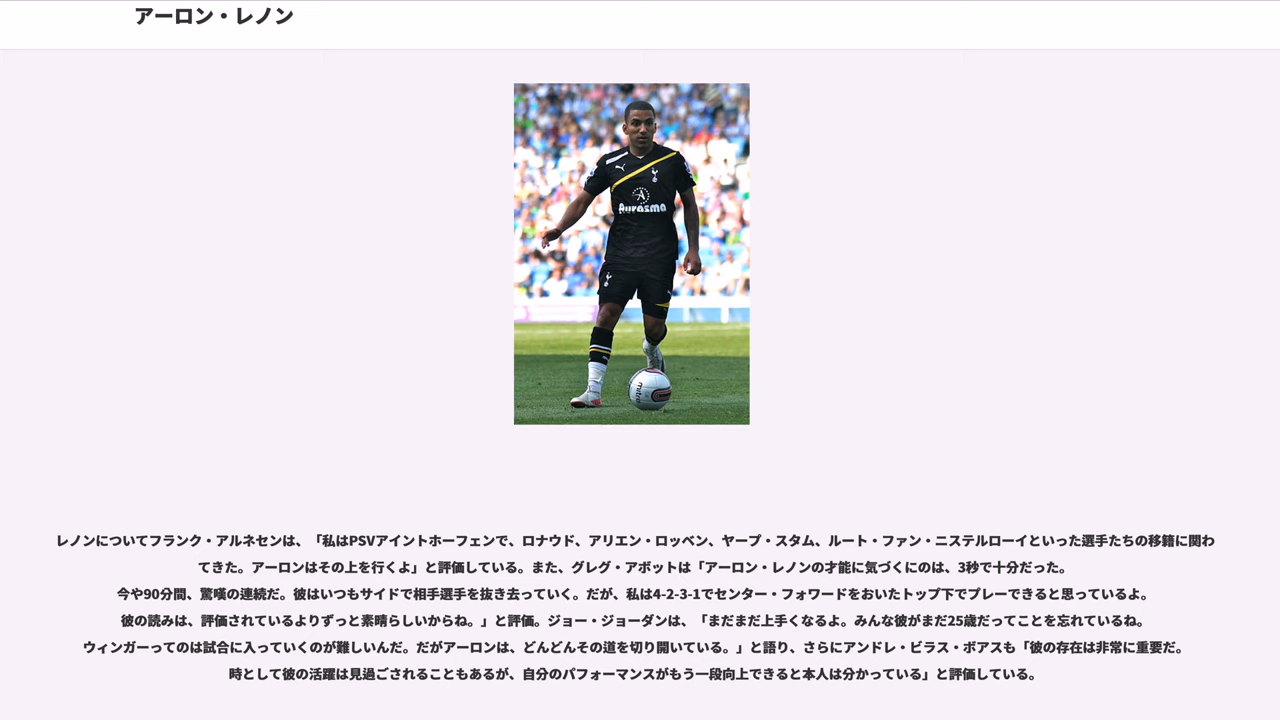 アーロン・レノン
Aurasma
mitre
レノンについてフランク・アルネセンは、「私はPSVアイントホーフェンで、ロナウド、アリエン・ロッベン、ヤープ・スタム、ルート・ファン・ニステルローイといった選手たちの移籍に関わ
てきた。アーロンはその上を行くよ」と評価している。また、グレグ・アボットは「アーロン・レノンの才能に気づくにのは、3秒で十分だった。
今や90分間、驚嘆の連続だ。彼はいつもサイドで相手選手を抜き去っていく。だが、私は4-2-3-1でセンター・フォワードをおいたトップ下でプレーできると思っているよ。
彼の読みは、評価されているよりずっと素晴らしいからね。」と評価。ジョー・ジョーダンは、「まだまだ上手くなるよ。みんな彼がまだ25歳だってことを忘れているね。
ウィンガーってのは試合に入っていくのが難しいんだ。だがアーロンは、どんどんその道を切り開いている。」と語り、さらにアンドレ・ビラス・ボアスも「彼の存在は非常に重要だ。
時として彼の活躍は見過ごされることもあるが、自分のパフォーマンスがもう一段向上できると本人は分かっている」と評価している。